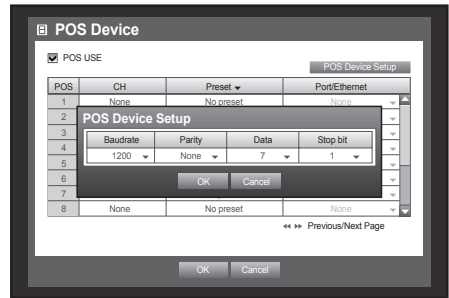 POS Device
POS USE
POS Device Setup
POS CH Preset Port/Ethernet
1 None No preset None
2
3
4
5
6
7
8 None No preset None
POS Device Setup
Baudrate Parity Data Stop bit
1200 None 7 1
OK Cancel
Previous/Next Page
OK Cancel